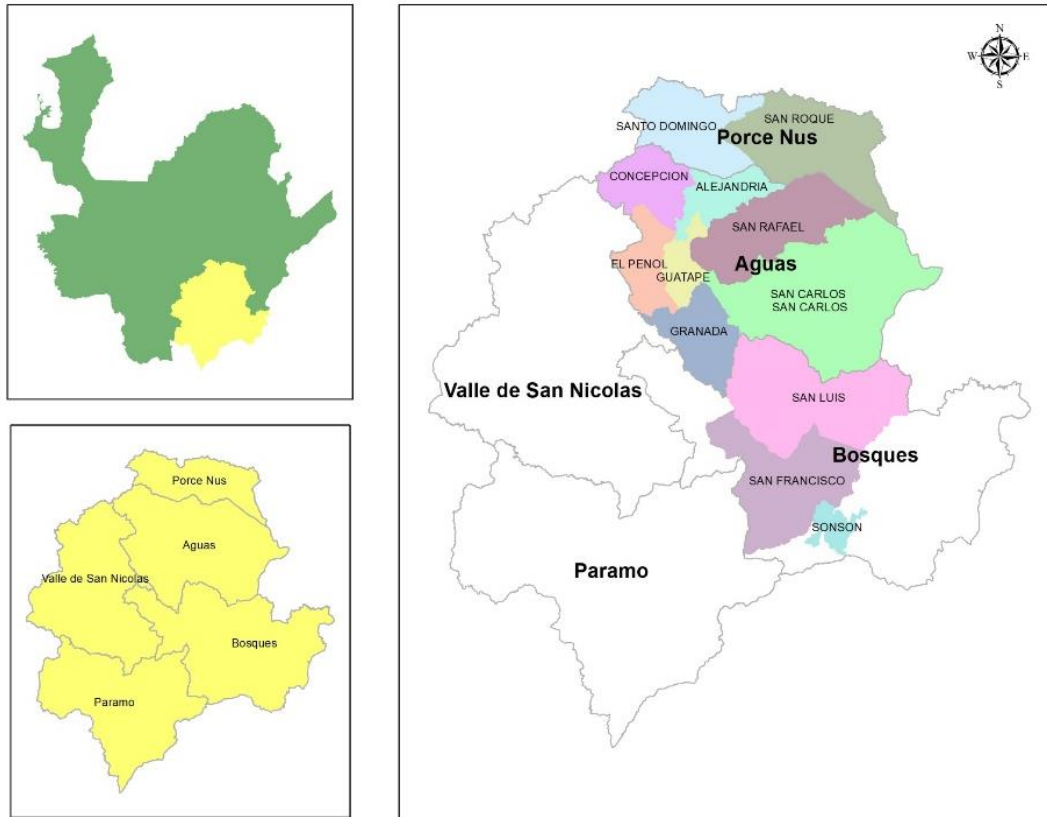 Porce Nus
Aguas
Valle de San Nicolas
Bosques
Paramo
N
W
E
S
SAN ROQUE
SANTO DOMINGO
Porce Nus
CONCEPCION
ALEJANDRIA
SAN RAFAEL
EL PENOL
Aguas
GUATAPE
SAN CARLOS
SAN CARLOS
GRANADA
Valle de San Nicolas
SAN LUIS
Bosques
SAN FRANCISCO
SONSON
Paramo